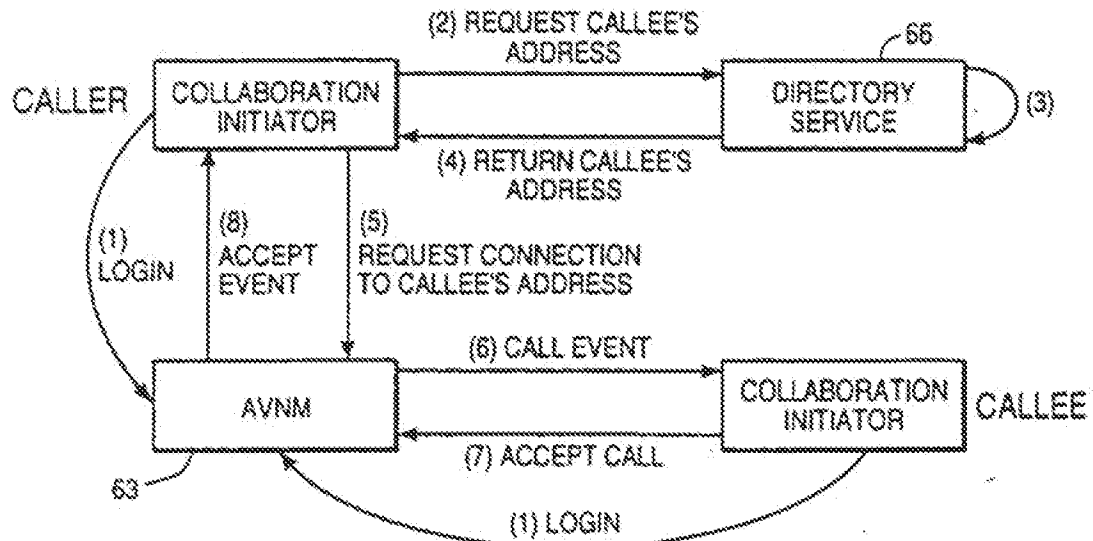 (2) REQUEST CALLEE'S
ADDRESS
66
CALLER
COLLABORATION
INITIATOR
DIRECTORY
SERVICE
(3)
(4) RETURN CALLEE'S
ADDRESS
(1)
LOGIN
(8)
ACCEPT
EVENT
(5)
REQUEST CONNECTION
TO CALLEE'S ADDRESS
(6) CALL EVENT
AVNM
COLLABORATION
INITIATOR
CALLEE
(7) ACCEPT CALL
63
(1) LOGIN